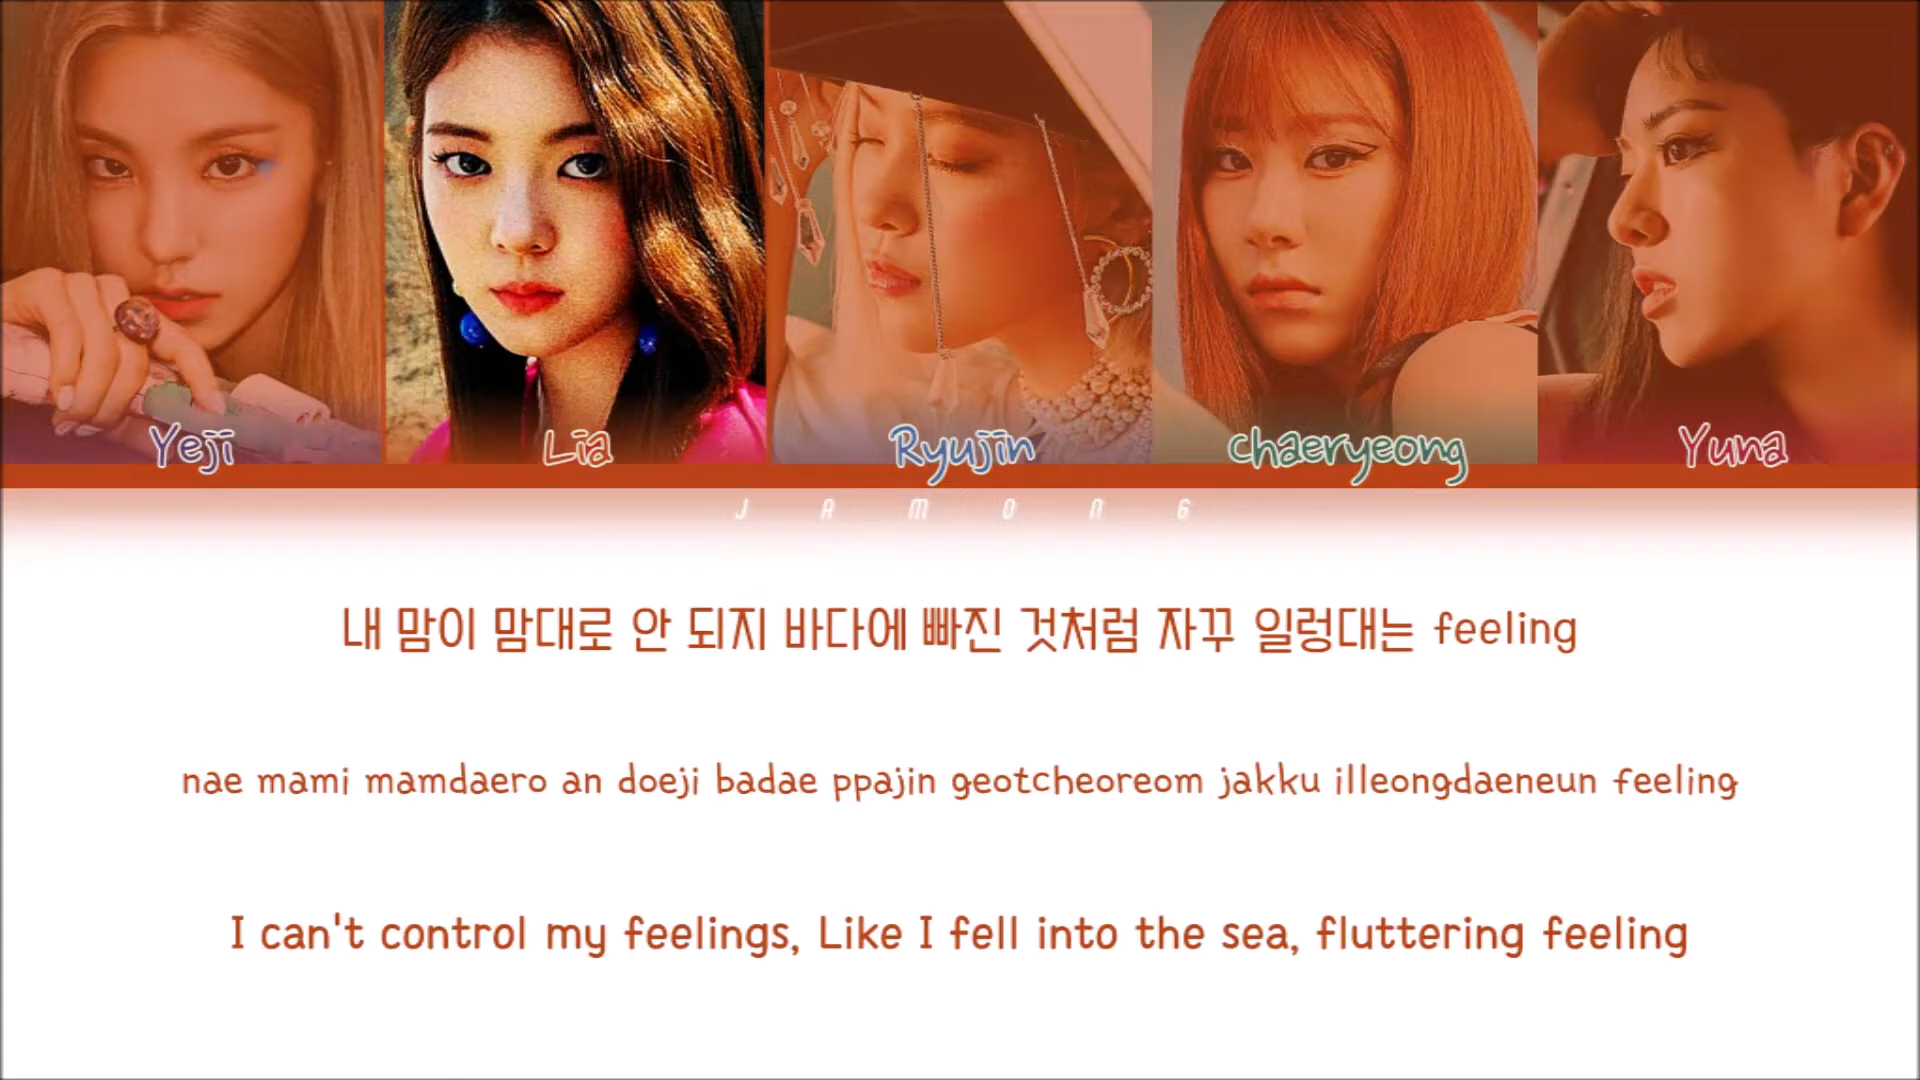 Yeji Lia Ryujin Chaeryeong Yuna
JAMONG
내 맘이 맘대로 안 되지 바다에 빠진 것처럼 자꾸 일렁대는 feeling
nae mami mamdaero an doeji badae ppajin geotcheoreom jakku illeongdaeneun feeling
I can't control my feelings, Like I fell into the sea, fluttering feeling